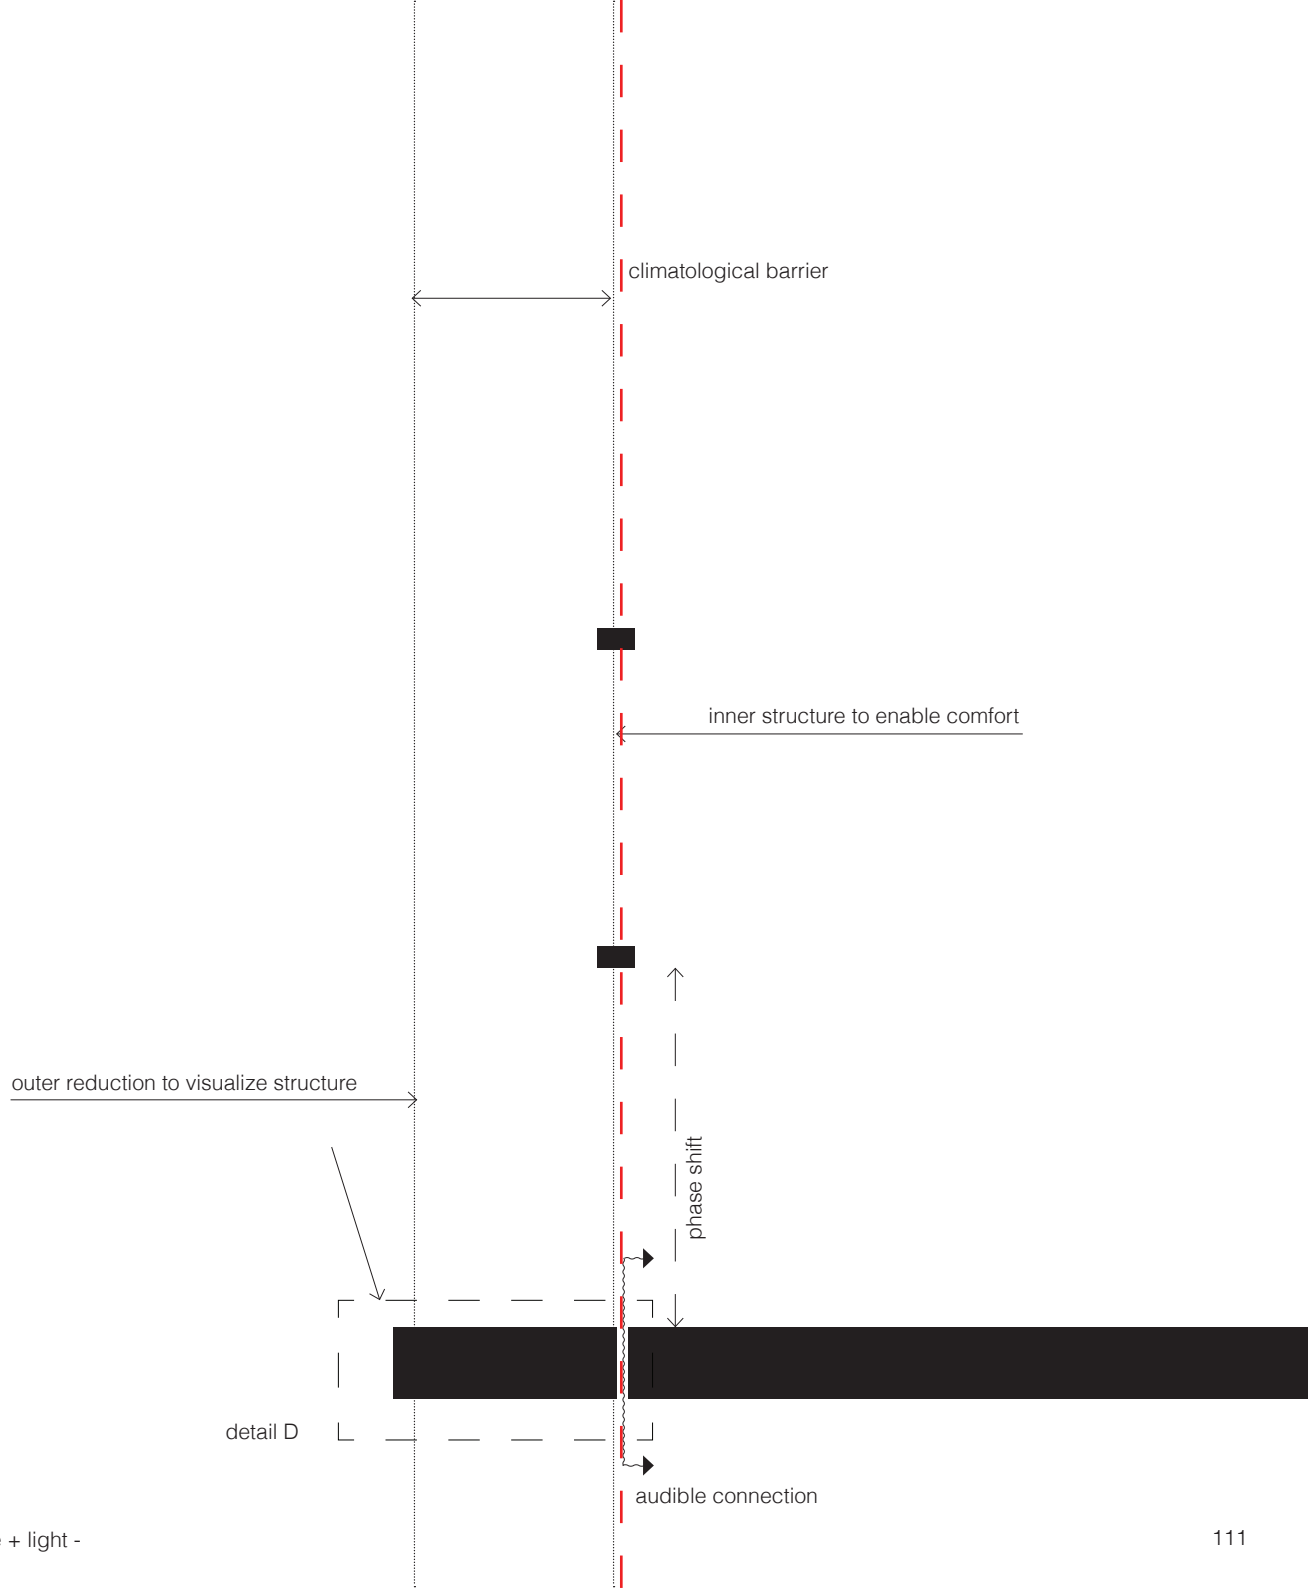 climatological barrier
inner structure to enable comfort
outer reduction to visualize structure
phase shift
detail D
audible connection
+ light -
111